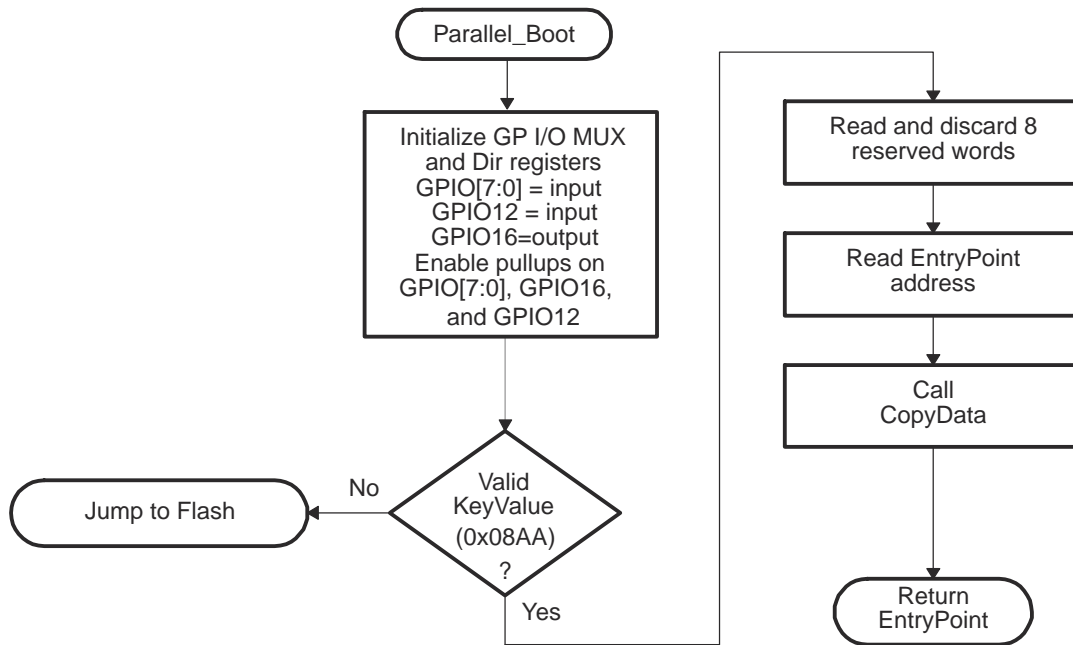 Parallel_Boot
Initialize GP I/O MUX
and Dir registers
GPIO[7:0] = input
GPIO12 = input
GPIO16=output
Enable pullups on
GPIO[7:0], GPIO16,
and GPIO12
Valid
KeyValue
(0x08AA)
?
No
Jump to Flash
Yes
Read and discard 8
reserved words
Read EntryPoint
address
Call
CopyData
Return
EntryPoint